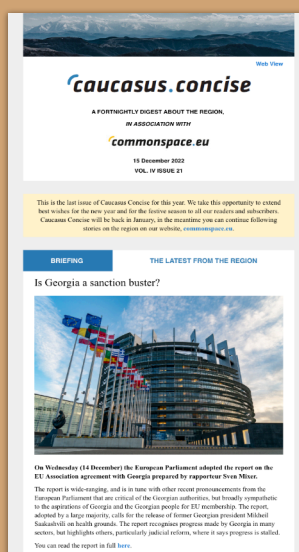 Web View
caucasus.concise
A FORTNIGHTLY DIGEST ABOUT THE REGION,
IN ASSOCIATION WITH
commonspace.eu
15 December 2022
VOL. IV ISSUE 21
This is the last issue of Caucasus Concise for this year. We take this opportunity to extend
best wishes for the new year and for the festive season to all our readers and subscribers.
Caucasus Concise will be back in January, in the meantime you can continue following
stories on the region on our website, commonspace.eu.
BRIEFING
THE LATEST FROM THE REGION
Is Georgia a sanction buster?
On Wednesday (14 December) the European Parliament adopted the report on the
EU Association agreement with Georgia prepared by rapporteur Sven Mixer.
The report is wide-ranging, and is in tune with other recent pronouncements from the
European Parliament that are critical of the Georgian authorities, but broadly sympathetic
to the aspirations of Georgia and the Georgian people for EU membership. The report,
adopted by a large majority, calls for the release of former Georgian president Mikheil
Saakashvili on health grounds. The report recognises progress made by Georgia in many
sectors, but highlights others, particularly judicial reform, where it says progress is stalled.
You can read the report in full here.